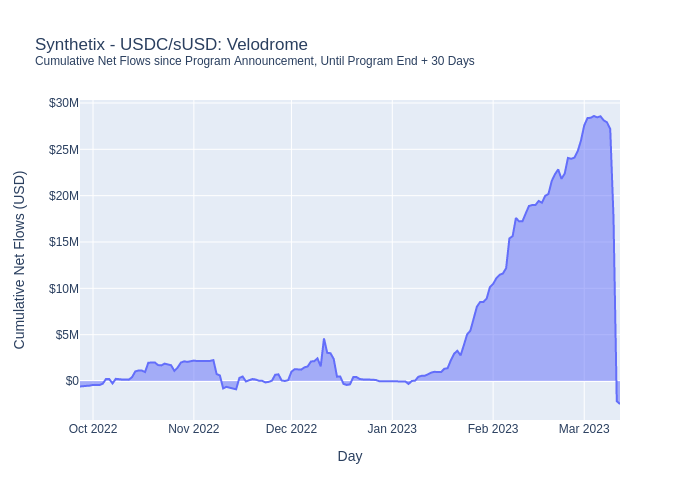 Synthetix - USDC/sUSD: Velodrome
Cumulative Net Flows since Program Announcement, Until Program End + 30 Days
$30M
$25M
$20M
$15M
$10M
$5M
$0
Cumulative Net Flows (USD)
Oct 2022 Nov 2022 Dec 2022 Jan 2023 Feb 2023 Mar 2023
Day